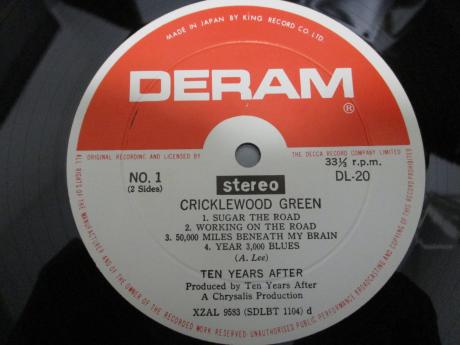 MADE IN JAPAN BY KING RECORD CO. LTD.
DERAM®
ORIGINAL RECORDING AND LICENSED BY THE DECCA RECORD COMPANY LIMITED
NO. 1 33⅓ r.p.m.
(2 Sides) stereo DL-20
CRICKLEWOOD GREEN
1. SUGAR THE ROAD
2. WORKING ON THE ROAD
3. 50,000 MILES BENEATH MY BRAIN
4. YEAR 3,000 BLUES
(A. Lee)
TEN YEARS AFTER
Produced by Ten Years After
A Chrysalis Production
XZAL 9583 (SDLBT 1104) d
ALL RIGHTS OF THE MANUFACTURER AND OF THE OWNER OF THE RECORDED WORK RESERVED UNAUTHORISED PUBLIC PERFORMANCE BROADCASTING AND COPYING OF THIS RECORD PROHIBITED